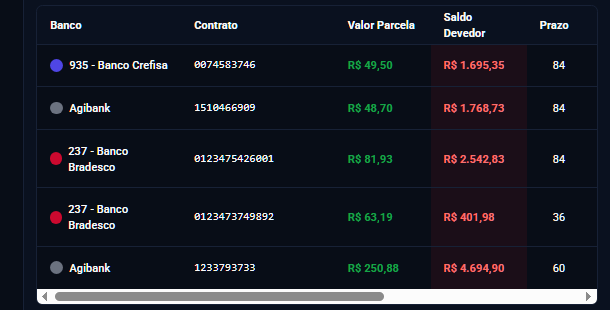 Banco Contrato Valor Parcela Saldo Devedor Prazo
935 - Banco Crefisa 0074583746 R$ 49,50 R$ 1.695,35 84
Agibank 1510466909 R$ 48,70 R$ 1.768,73 84
237 - Banco Bradesco 0123475426001 R$ 81,93 R$ 2.542,83 84
237 - Banco Bradesco 0123473749892 R$ 63,19 R$ 401,98 36
Agibank 1233793733 R$ 250,88 R$ 4.694,90 60